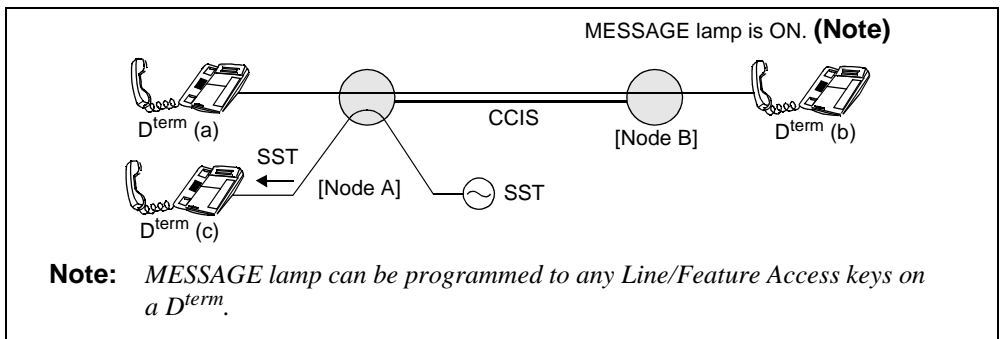 MESSAGE lamp is ON. (Note)
Dterm (a)
CCIS
[Node B]
Dterm (b)
SST
[Node A]
SST
Dterm (c)
Note: MESSAGE lamp can be programmed to any Line/Feature Access keys on
a Dterm.